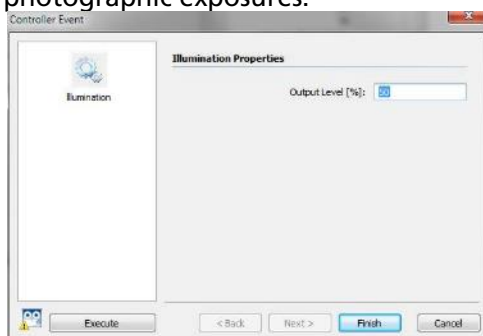 photographic exposures.
Controller Event
Illumination Properties
Illumination
Output Level [%]: 50
Execute
< Back
Next >
Finish
Cancel